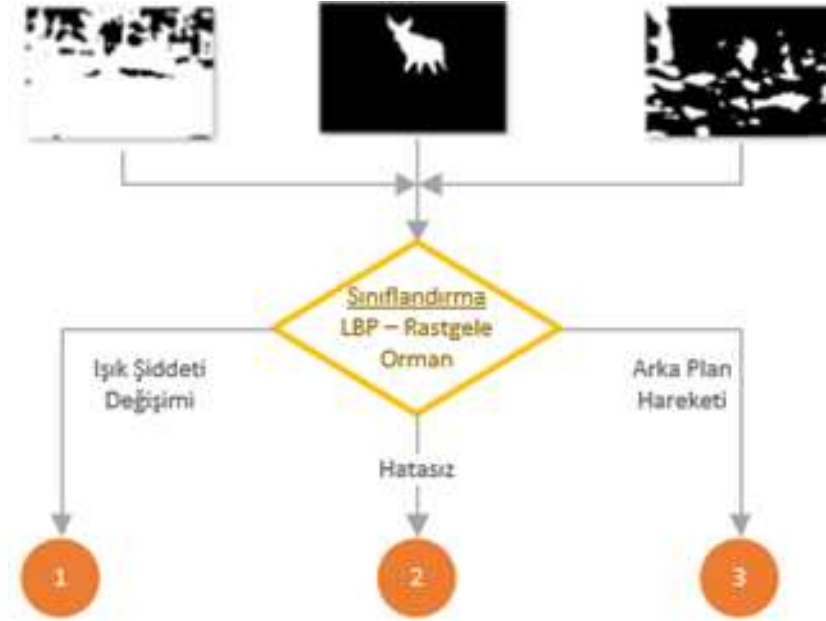 Sınıflandırma
LBP – Rastgele
Orman
Işık Şiddeti
Değişimi
Arka Plan
Hareketi
Hatasız
1
2
3